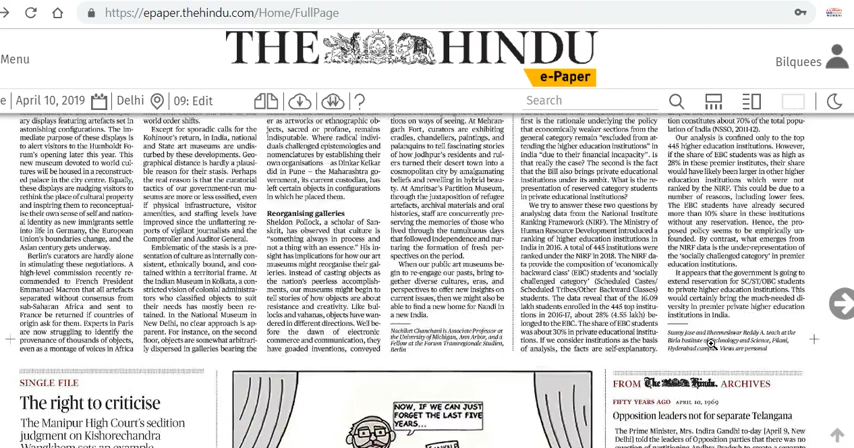 https://epaper.thehindu.com/Home/FullPage
THE HINDU
e-Paper
Menu
Bilquees
e | April 10, 2019
Delhi
09: Edit
Search
ary displays featuring artefacts set in
astonishing configurations. The im-
mediate purpose of these displays is
to alert visitors to the Humboldt Fo-
rum's opening later this year. This
new museum devoted to world cul-
tures will be housed in a reconstruct-
ed palace in the city centre. Equally,
these displays are nudging visitors to
rethink the place of cultural property
and inspiring them to reconceptual-
ise their own sense of self and nation-
al identity as new immigrants settle
into life in Germany, the European
Union's boundaries change, and the
Asian century gets underway.
Berlin's curators are hardly alone
in stimulating these negotiations. A
high-level commission recently re-
commended to French President
Emmanuel Macron that all artefacts
separated without consensus from
sub-Saharan Africa and sent to
France be returned if countries of
origin ask for them. Experts in Paris
are now struggling to identify the
provenance of thousands of objects,
even as a montage of voices in Africa
world order shifts.
Except for sporadic calls for the
Kohinor's return, in India, national
and State art museums are undis-
turbed by these developments. Geo-
graphical distance is hardly a plausi-
ble reason for their stasis. Perhaps
the real reason is that the curatorial
tactics of our government-run mu-
seums are more or less ossified, even
if physical infrastructure, visitor
amenities, and staffing levels have
improved since the unflattering re-
ports of vigilant journalists and the
Comptroller and Auditor General.
Emblematic of the stasis is a pre-
sentation of culture as internally con-
sistent, ethnically bound, and con-
tained within a territorial frame. At
the Indian Museum in Kolkata, a con-
stricted vision of colonial administra-
tors who classified objects to suit
their needs has mostly been re-
tained. In the National Museum in
New Delhi, no clear approach is ap-
parent. For instance, on the second
floor, objects are somewhat arbitrari-
ly dispersed in galleries bearing the
er as artworks or ethnographic ob-
jects, sacred or profane, remains
indisputable. Where radical indivi-
duals challenged epistemologies and
nomenclatures by establishing their
own organisations — as Dinkar Kelkar
did in Pune — the Maharashtra go-
vernment, its current custodian, has
left certain objects in configurations
in which he placed them.
Reorganising galleries
Sheldon Pollock, a scholar of San-
skrit, has observed that culture is
"something always in process and
not a thing with an essence." His in-
sight has implications for how our art
museums might reorganise their gal-
leries. Instead of casting objects as
the nation's peerless accomplish-
ments, our museums might begin to
tell stories of how objects are about
resistance and creativity. Like bul-
locks and vahanas, objects have wan-
dered in different directions. Well be-
fore the dawn of electronic
commerce and communication, they
have goaded inventions, conveyed
tions on ways of seeing. At Mehran-
garh Fort, curators are exhibiting
cradles, chandeliers, paintings, and
palanquins to tell fascinating stories
of how Jodhpur's residents and rul-
ers turned their desert town into a
cosmopolitan city by amalgamating
beliefs and revelling in hybrid beau-
ty. At Amritsar's Partition Museum,
through the juxtaposition of refugee
artefacts, archival materials and oral
histories, staff are concurrently pre-
serving the memories of those who
lived through the tumultuous days
that followed independence and nur-
turing the formation of fresh per-
spectives on the period.
When our public art museums be-
gin to re-engage our pasts, bring to-
gether diverse cultures, eras, and
perspectives to offer new insights on
current issues, then we might also be
able to find a new home for Nandi in
a new India.
Nachiket Chanchani is Associate Professor at
the University of Michigan, Ann Arbor, and a
Fellow at the Forum Transregionale Studien,
Berlin
first is the rationale underlying the
policy that economically weaker sections from the
general category remain "excluded from at-
tending the higher education institutions" in
India "due to their financial incapacity". Is
that really the case? The second is the fact
that the Bill also brings private educational
institutions under its ambit. What is the re-
presentation of reserved category students
in private educational institutions?
We try to answer these two questions by
analysing data from the National Institute
Ranking Framework (NIRF). The Ministry of
Human Resource Development introduced a
ranking of higher education institutions in
India in 2016. A total of 445 institutions were
ranked under the NIRF in 2018. The NIRF da-
ta provide the composition of 'economically
backward class' (EBC) students and 'socially
challenged category' (Scheduled Castes/
Scheduled Tribes/Other Backward Classes)
students. The data reveal that of the 16.09
lakh students enrolled in the 445 top institu-
tions in 2016-17, about 28% (4.55 lakh) be-
longed to the EBC. The share of EBC students
was about 30% in private educational institu-
tions. If we consider institutions as the basis
of analysis, the facts are self-explanatory.
tion constitutes about 70% of the total popu-
lation of India (NSSO, 2011-12).
Our analysis is confined only to the top
445 higher education institutions. However,
if the share of EBC students was as high as
28% in these premier institutions, their share
would have likely been larger in other higher
education institutions which were not
ranked by the NIRF. This could be due to a
number of reasons, including lower fees.
The EBC students have already secured
more than 10% share in these institutions
without any reservation. Hence, the pro-
posed policy seems to be empirically un-
founded. By contrast, what emerges from
the NIRF data is the under-representation of
the 'socially challenged category' in premier
institutions.
It appears that the government is going to
extend reservation for SC/ST/OBC students
to private higher education institutions. This
would certainly bring the much-needed di-
versity in premier private higher education
institutions in India.
Sunny Jose and Bheemeshwar Reddy A. teach at the
Birla Institute of Technology and Science, Pilani,
Hyderabad campus. Views are personal
SINGLE FILE
The right to criticise
The Manipur High Court's sedition
judgment on Kishorechandra
NOW, IF WE CAN JUST
FORGET THE LAST FIVE
YEARS...
FROM The Hindu. ARCHIVES
FIFTY YEARS AGO APRIL 10, 1969
Opposition leaders not for separate Telangana
The Prime Minister, Mrs. Indira Gandhi to-day [April 9, New
Delhi] told the leaders of Opposition parties that there was no